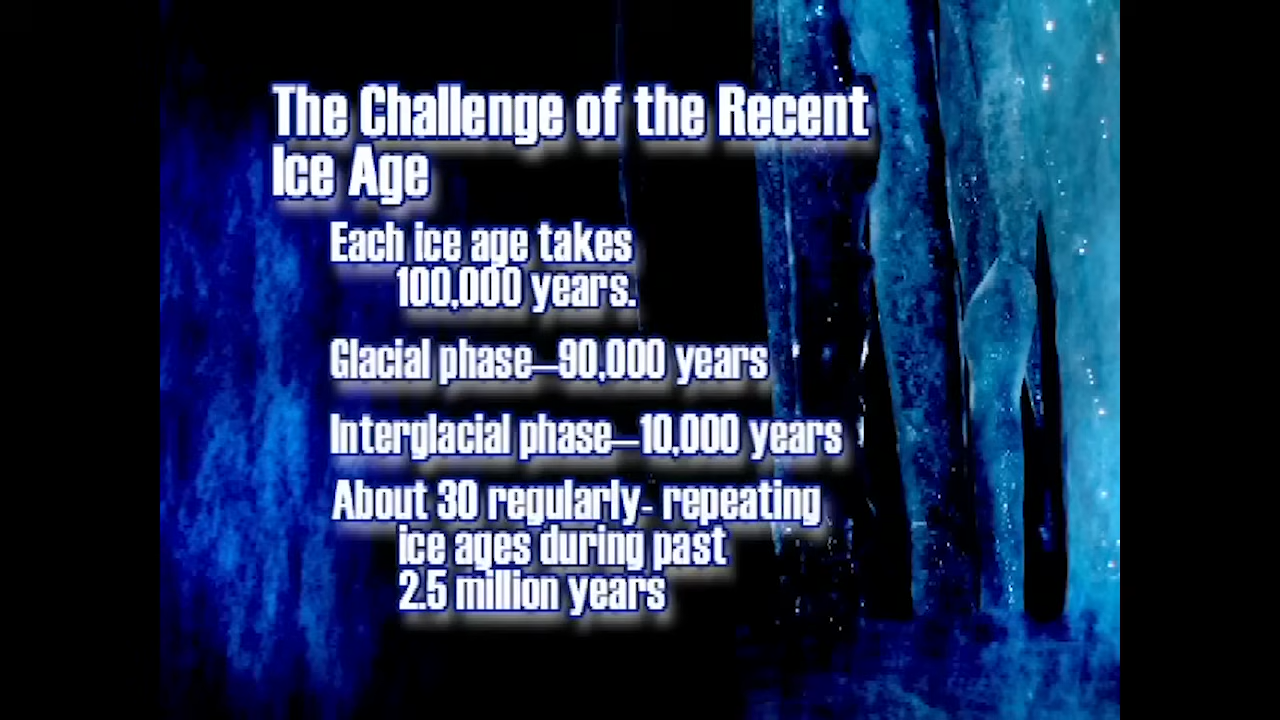 The Challenge of the Recent
Ice Age
Each ice age takes
100,000 years.
Glacial phase—90,000 years
Interglacial phase—10,000 years
About 30 regularly- repeating
ice ages during past
2.5 million years